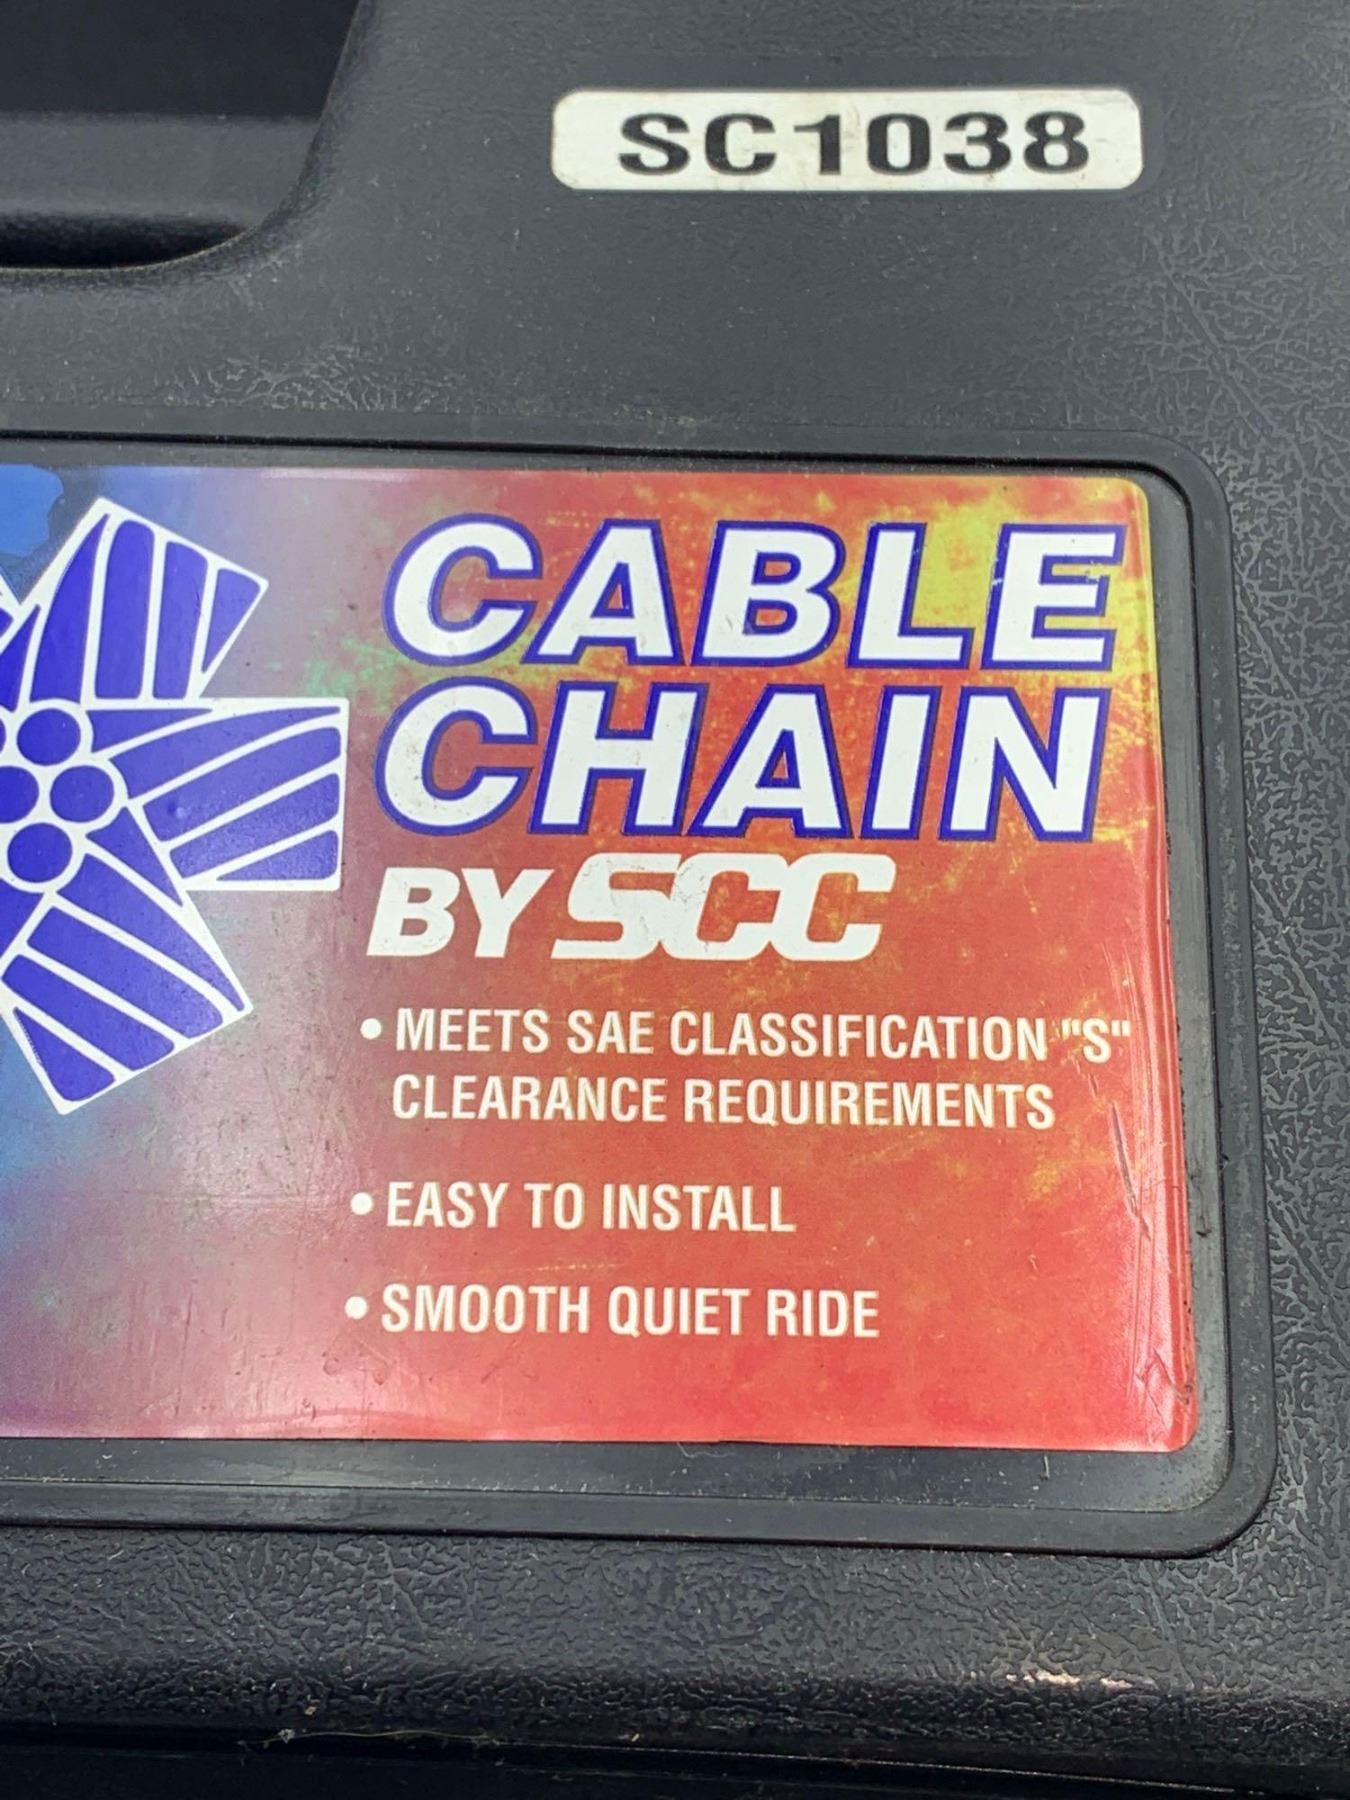 SC1038
CABLE
CHAIN
BY SCC
• MEETS SAE CLASSIFICATION "S"
CLEARANCE REQUIREMENTS
• EASY TO INSTALL
• SMOOTH QUIET RIDE